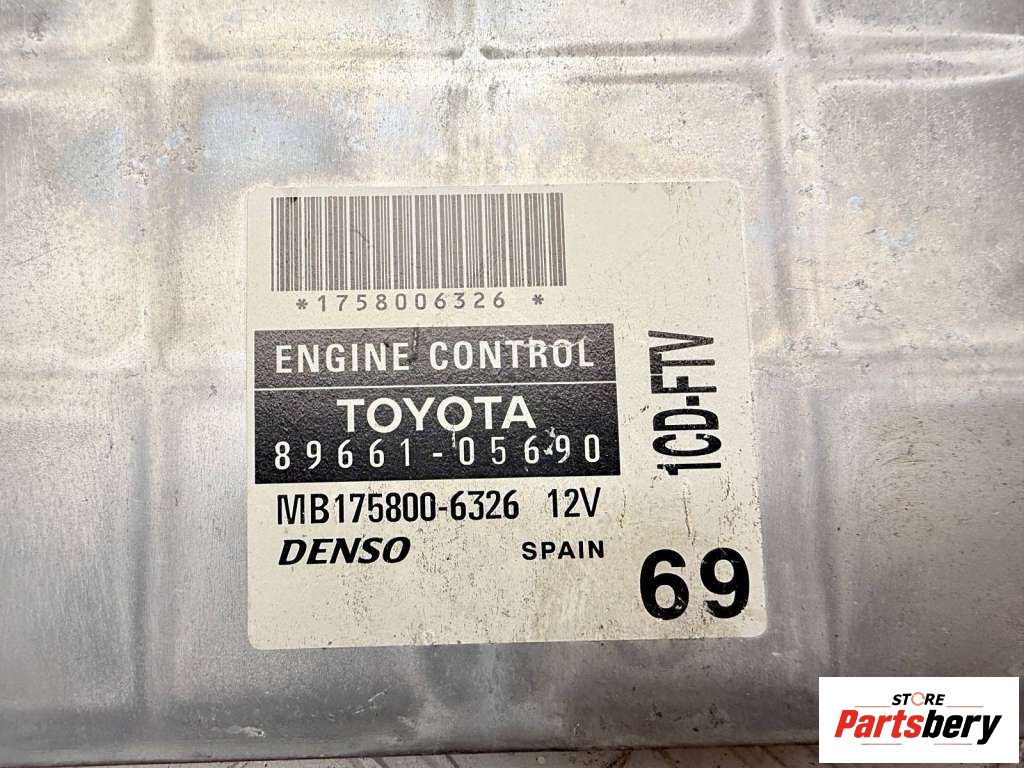 *1758006326*
ENGINE CONTROL
TOYOTA
89661-05690
MB175800-6326 12V
DENSO SPAIN
1CD-FTV
69
STORE
Partsbery